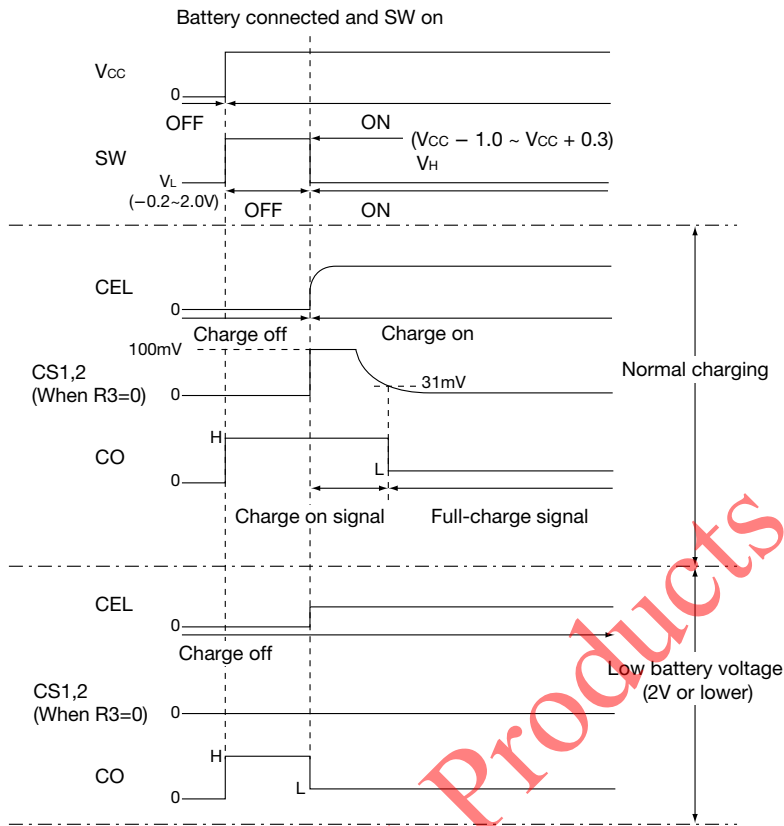 Battery connected and SW on
VCC
0
OFF
ON
(VCC − 1.0 ~ VCC + 0.3)
VH
SW
VL
(−0.2~2.0V)
OFF
ON
CEL
0
Charge off
Charge on
100mV
CS1,2
(When R3=0)
0
31mV
Normal charging
H
CO
L
0
Charge on signal
Full-charge signal
CEL
0
Charge off
Low battery voltage
(2V or lower)
CS1,2
(When R3=0)
0
H
CO
L
0
Products